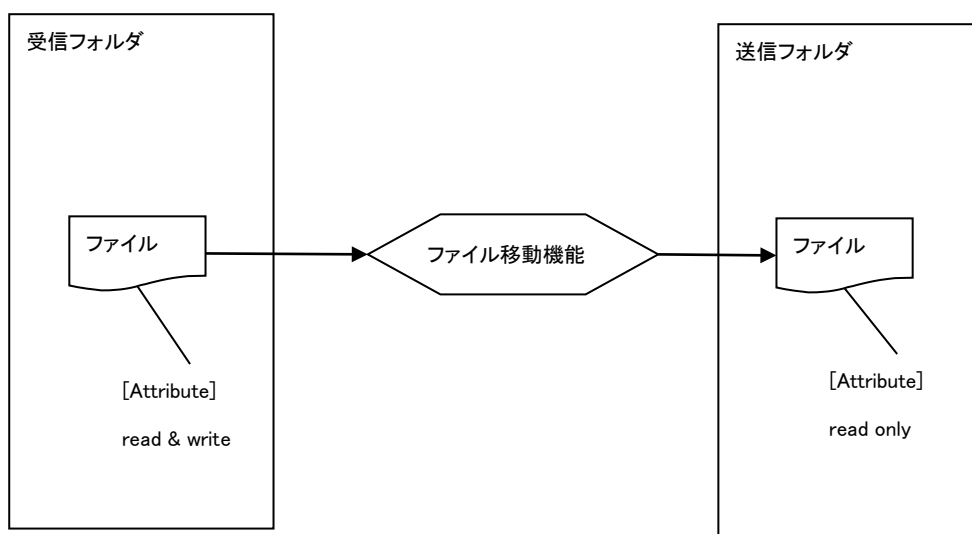 受信フォルダ
ファイル
[Attribute]
read & write
ファイル移動機能
送信フォルダ
ファイル
[Attribute]
read only